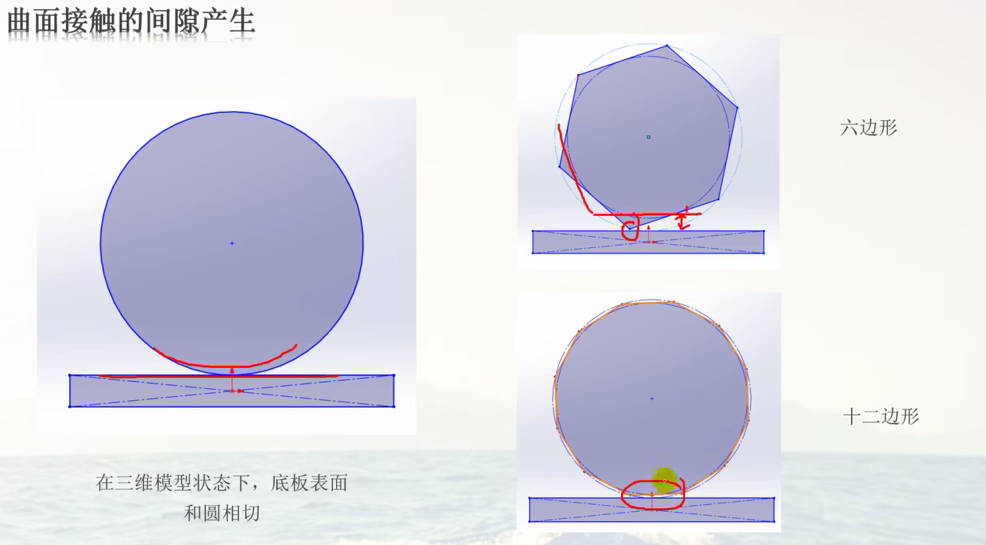 曲面接触的间隙产生
六边形
十二边形
在三维模型状态下，底板表面
和圆相切